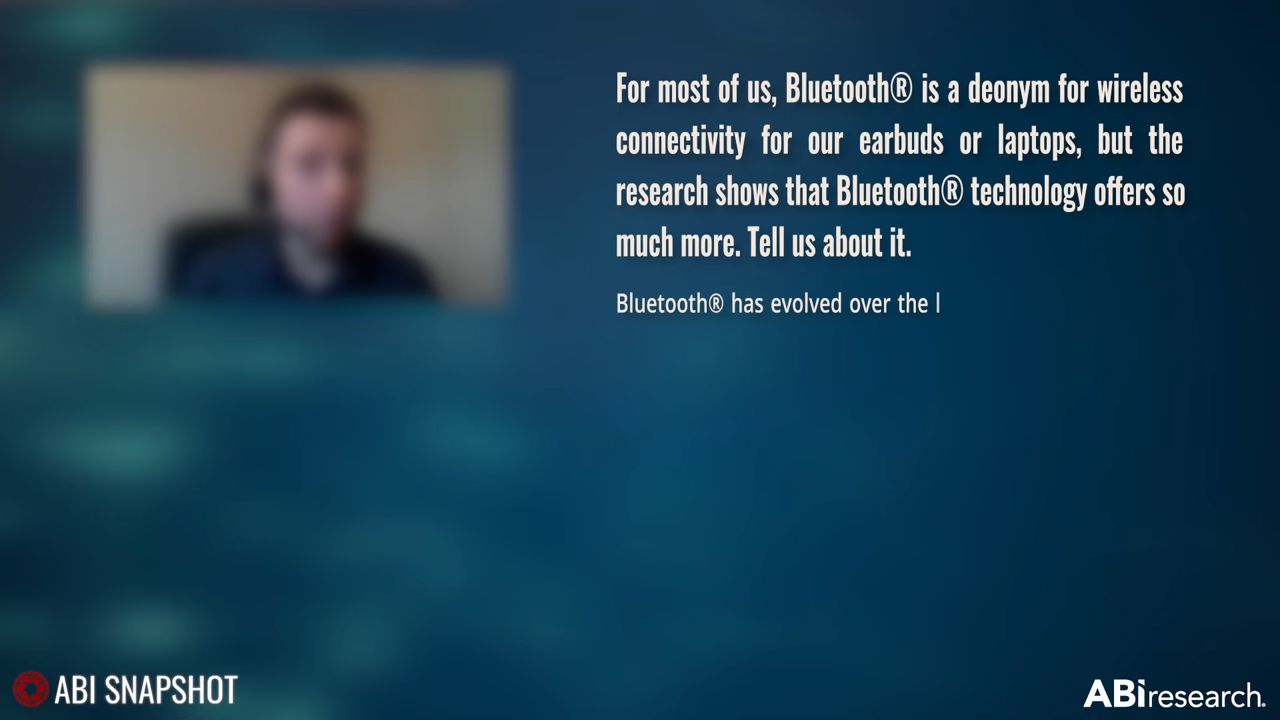 For most of us, Bluetooth® is a deonym for wireless
connectivity for our earbuds or laptops, but the
research shows that Bluetooth® technology offers so
much more. Tell us about it.
Bluetooth® has evolved over the l
ABI SNAPSHOT
ABiresearch.